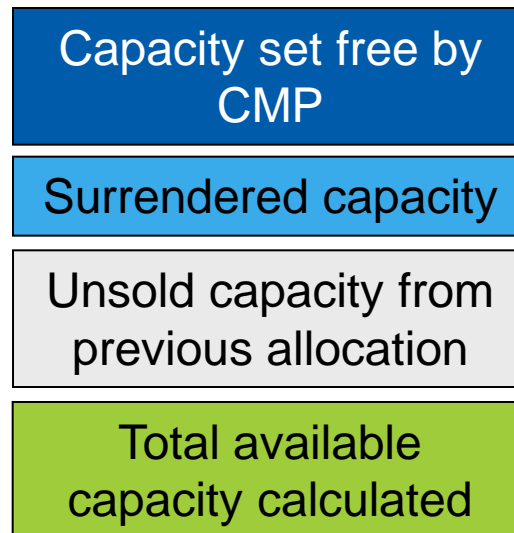 Capacity set free by
CMP
Surrendered capacity
Unsold capacity from
previous allocation
Total available
capacity calculated